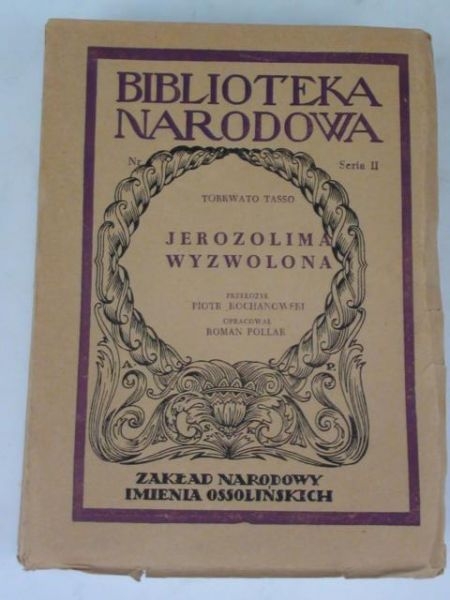 BIBLIOTEKA
NARODOWA
Nr Seria II
TORKWATO TASSO
JEROZOLIMA
WYZWOLONA
PRZEŁOŻYŁ
PIOTR KOCHANOWSKI
OPRACOWAŁ
ROMAN POLLAK
S. P.
ZAKŁAD NARODOWY
IMIENIA OSSOLIŃSKICH